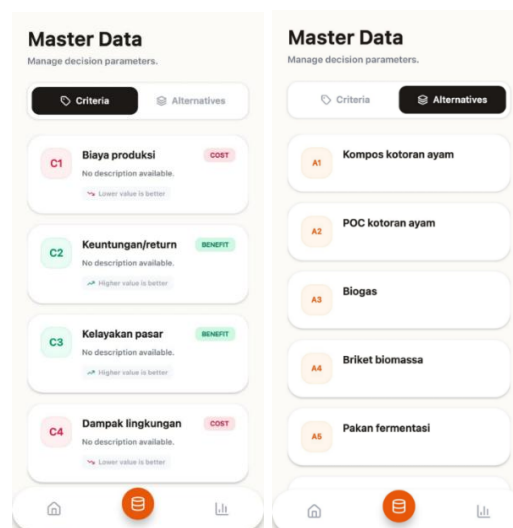 Master Data
Manage decision parameters.
Criteria
Alternatives
C1
Biaya produksi
COST
No description available.
Lower value is better
C2
Keuntungan/return
BENEFIT
No description available.
Higher value is better
C3
Kelayakan pasar
BENEFIT
No description available.
Higher value is better
C4
Dampak lingkungan
COST
No description available.
Lower value is better
Master Data
Manage decision parameters.
Criteria
Alternatives
A1
Kompos kotoran ayam
A2
POC kotoran ayam
A3
Biogas
A4
Briket biomassa
A5
Pakan fermentasi